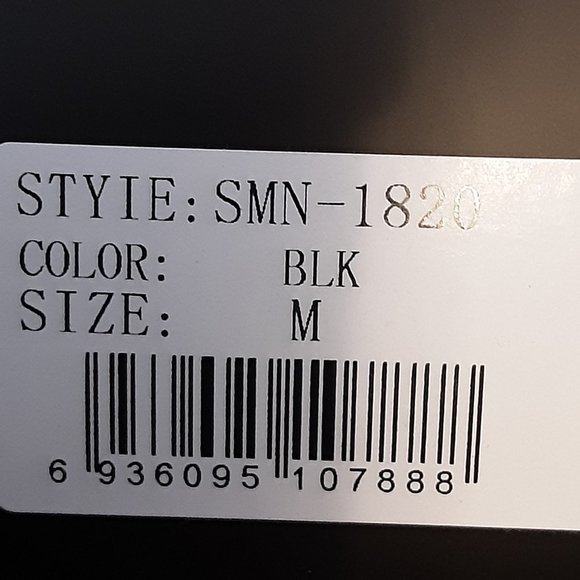 STYIE: SMN-1820
COLOR: BLK
SIZE: M
6 936095 107888